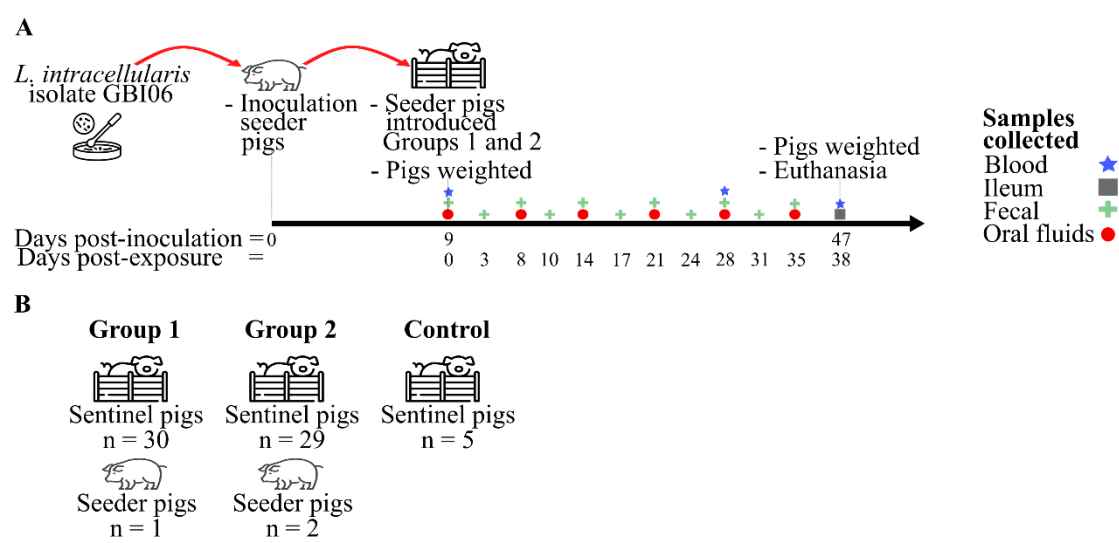 A
L. intracellularis
isolate GBI06
- Inoculation
seeder
pigs
- Seeder pigs
introduced
Groups 1 and 2
- Pigs weighted
- Pigs weighted
- Euthanasia
Samples
collected
Blood
Ileum
Fecal
Oral fluids
Days post-inoculation = 0 9 47
Days post-exposure = 0 3 8 10 14 17 21 24 28 31 35 38
B
Group 1 Group 2 Control
Sentinel pigs Sentinel pigs Sentinel pigs
n = 30 n = 29 n = 5
Seeder pigs Seeder pigs
n = 1 n = 2